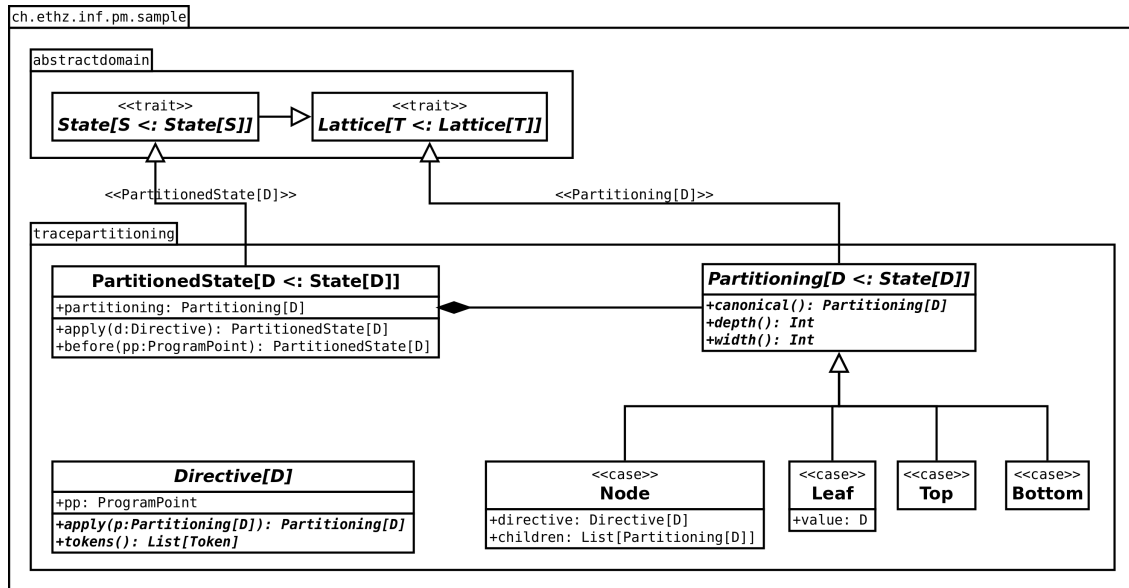 ch.ethz.inf.pm.sample
abstractdomain
<<trait>>
State[S <: State[S]]
<<trait>>
Lattice[T <: Lattice[T]]
<<PartitionedState[D]>>
<<Partitioning[D]>>
tracepartitioning
PartitionedState[D <: State[D]]
+partitioning: Partitioning[D]
+apply(d:Directive): PartitionedState[D]
+before(pp:ProgramPoint): PartitionedState[D]
Partitioning[D <: State[D]]
+canonical(): Partitioning[D]
+depth(): Int
+width(): Int
Directive[D]
+pp: ProgramPoint
+apply(p:Partitioning[D]): Partitioning[D]
+tokens(): List[Token]
<<case>>
Node
+directive: Directive[D]
+children: List[Partitioning[D]]
<<case>>
Leaf
+value: D
<<case>>
Top
<<case>>
Bottom